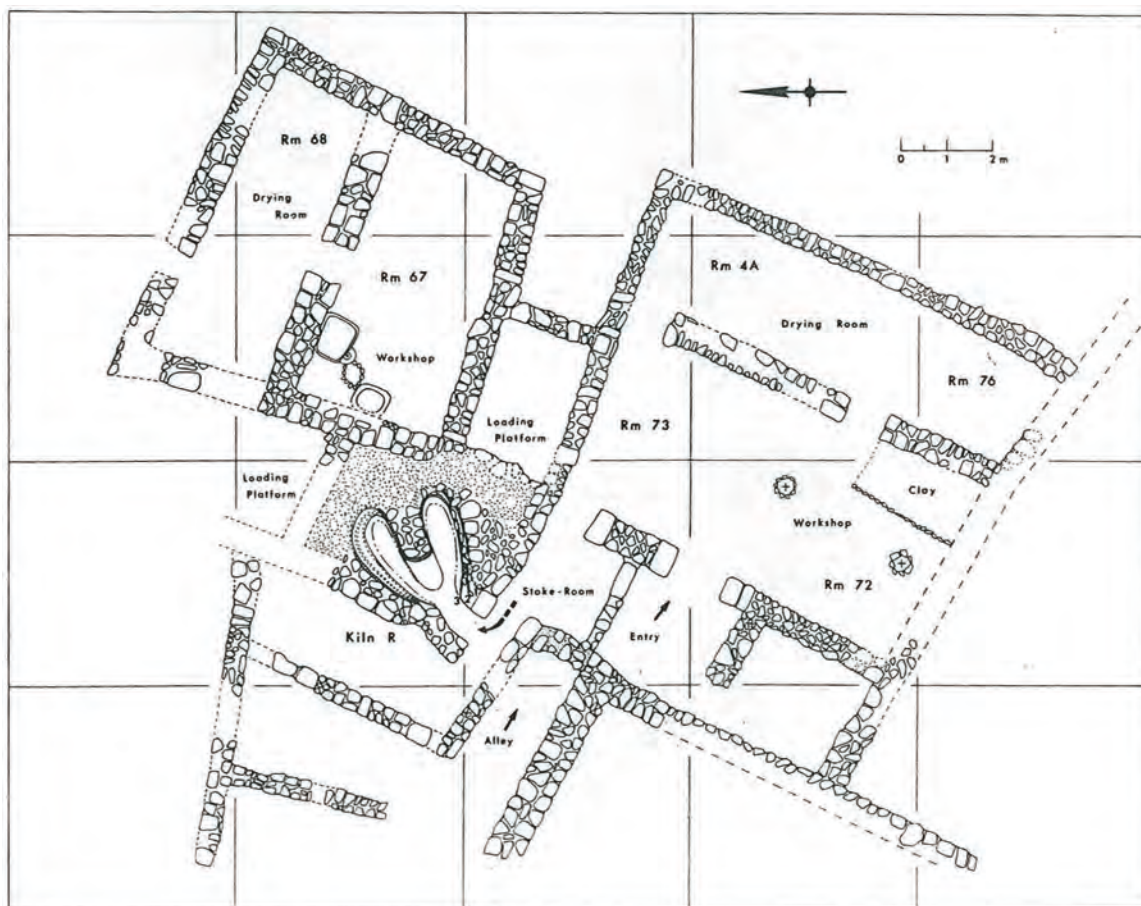 Rm 68
Drying
Room
0 1 2 m
Rm 67
Rm 4A
Drying Room
Workshop
Rm 76
Loading
Platform
Rm 73
Loading
Platform
Clay
Workshop
Stoke-Room
Rm 72
3
Kiln R
Entry
Alley